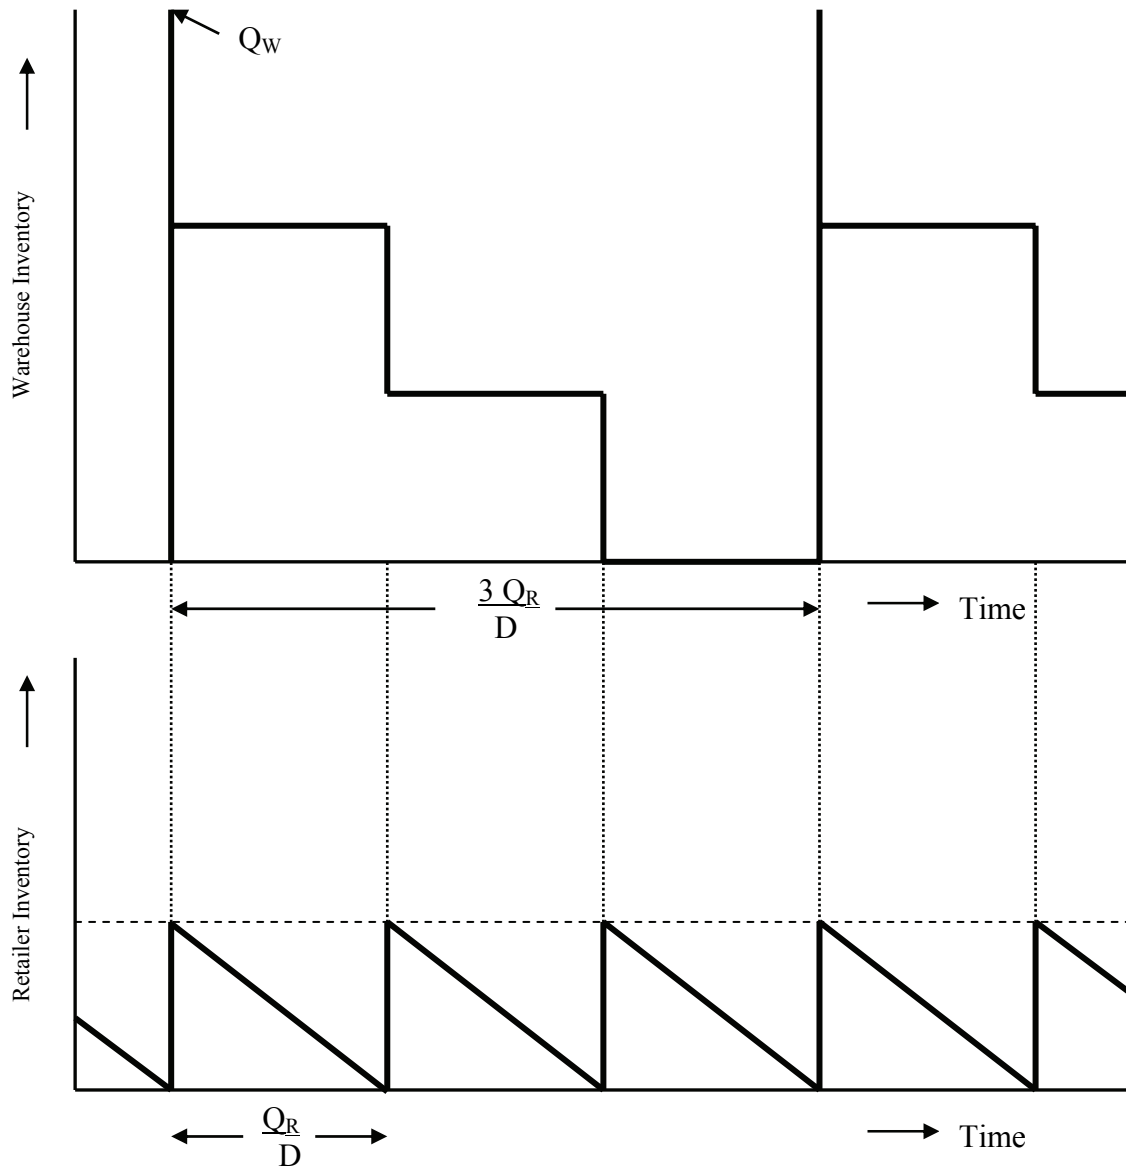 Q_W
Warehouse Inventory
3 Q_R
D
Time
Retailer Inventory
Q_R
D
Time